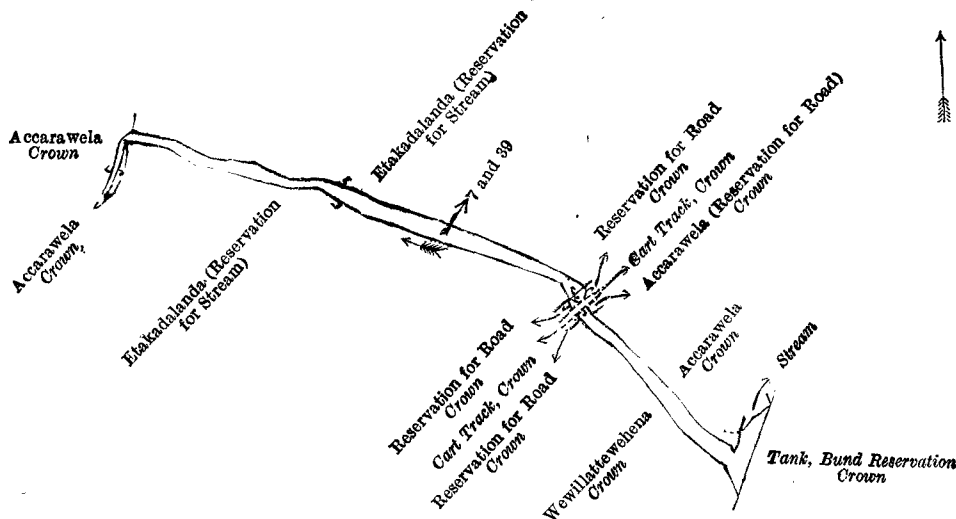 Etakadalanda (Reservation
for Stream)
Accarawela
Crown
Accarawela
Crown,
Etakadalanda (Reservation
for Stream)
7 and 39
Reservation for Road
Crown
Cart Track, Crown
Accarawela (Reservation for Road)
Crown
Reservation for Road
Crown
Cart Track, Crown
Reservation for Road
Crown
Accarawela
Crown
Stream
Wewillattewehena
Crown
Tank, Bund Reservation
Crown